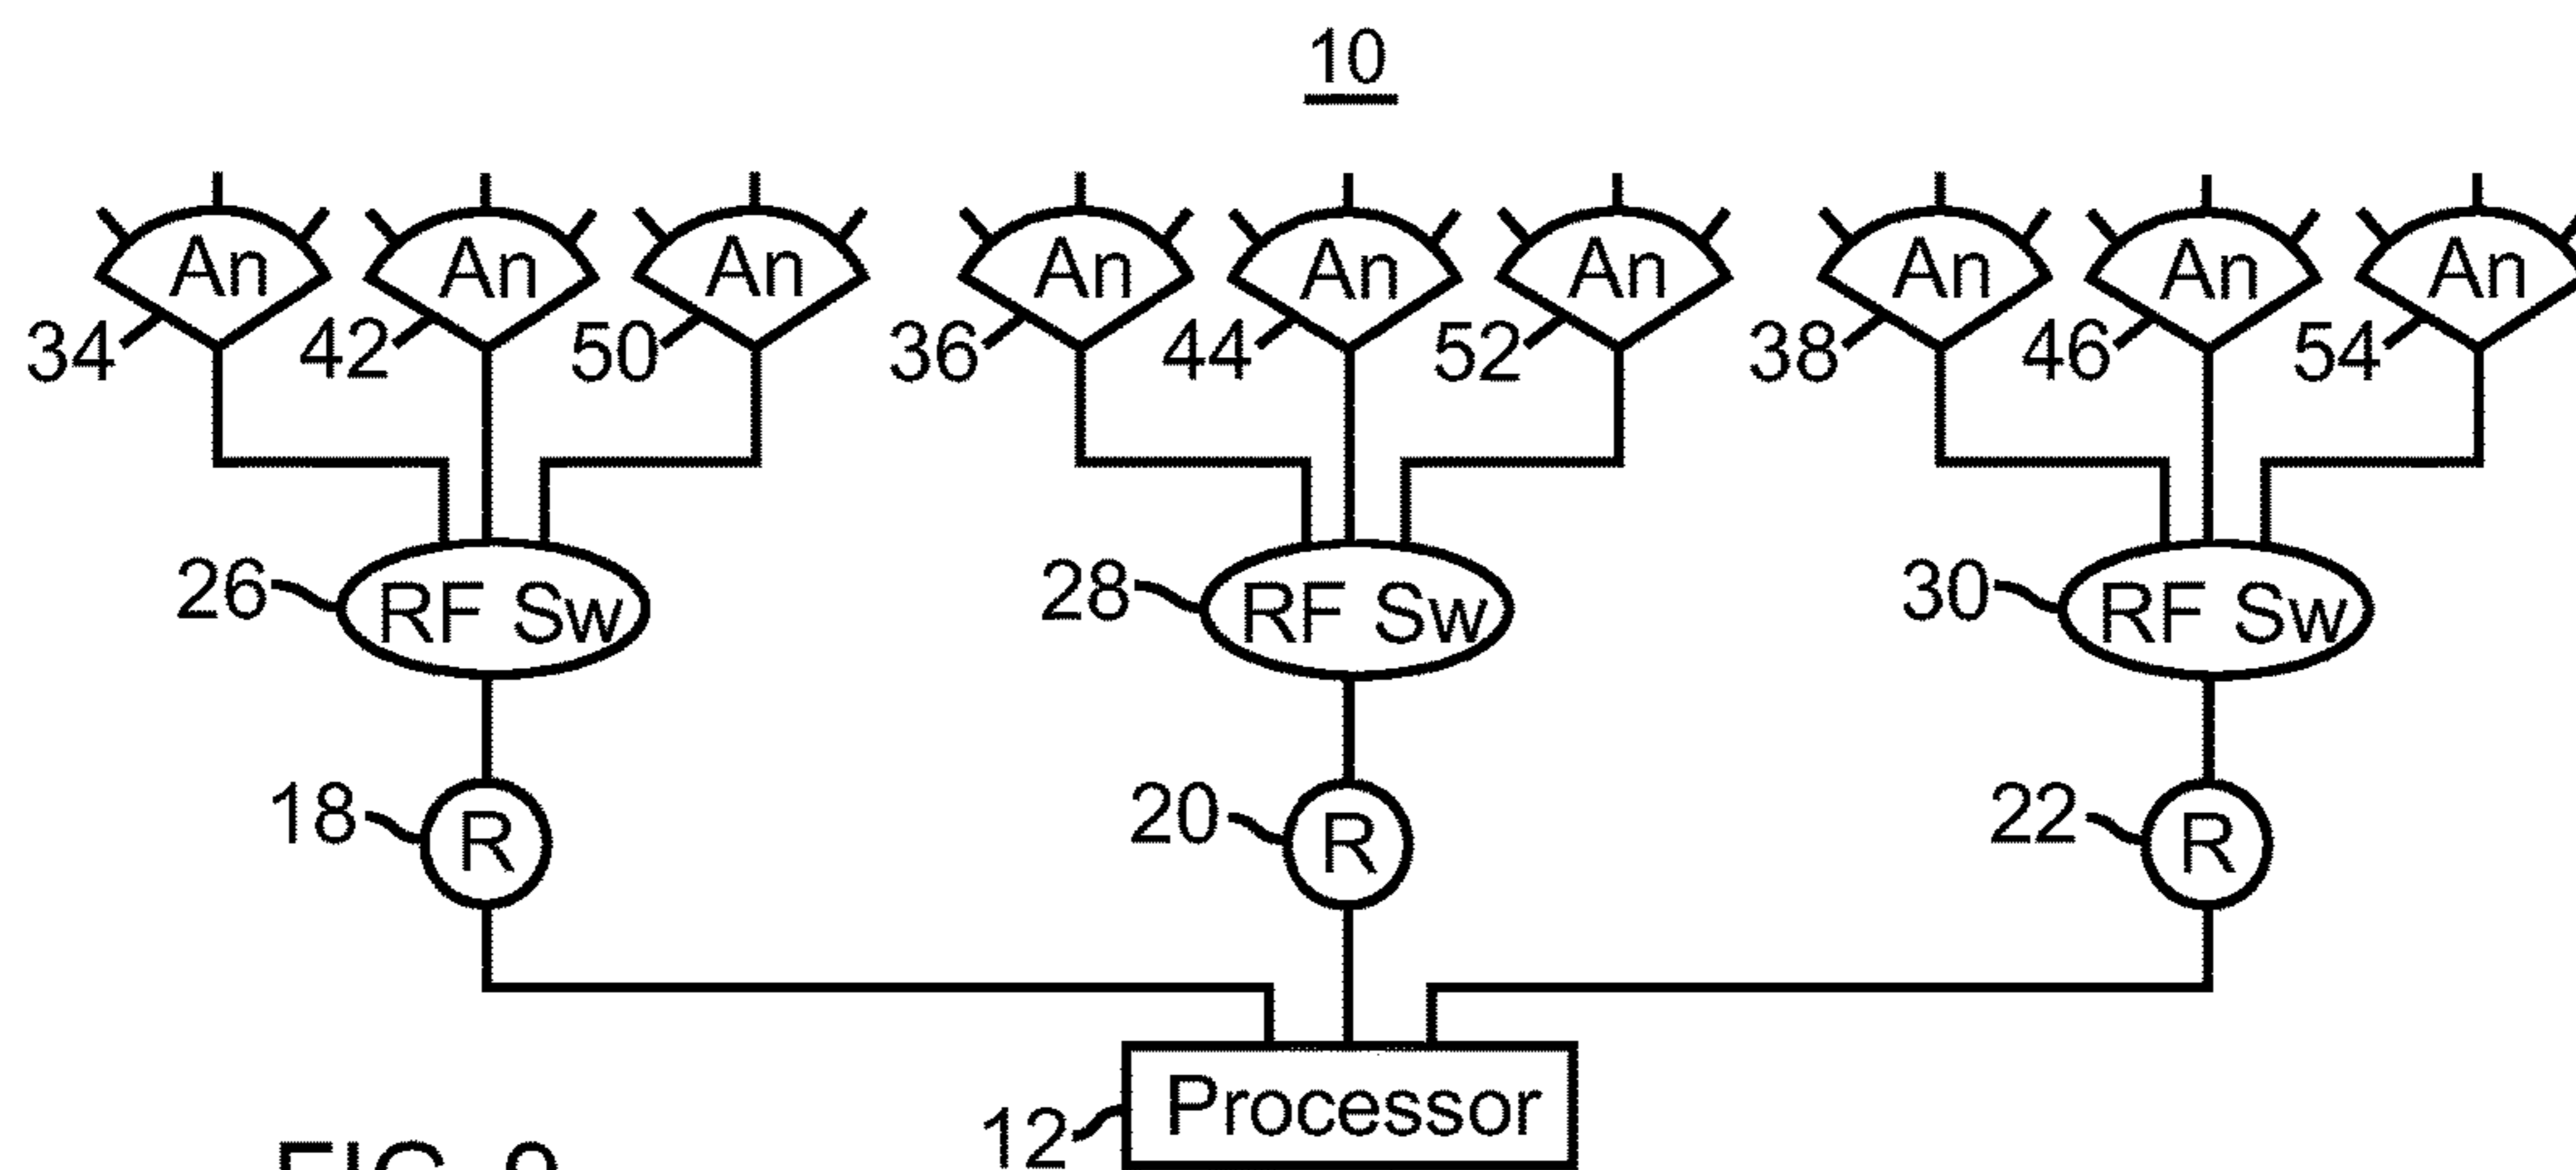 10
An An An An An An An An An
34 42 50 36 44 52 38 46 54
26 RF Sw 28 RF Sw 30 RF Sw
18 R 20 R 22 R
Processor
12
FIG.